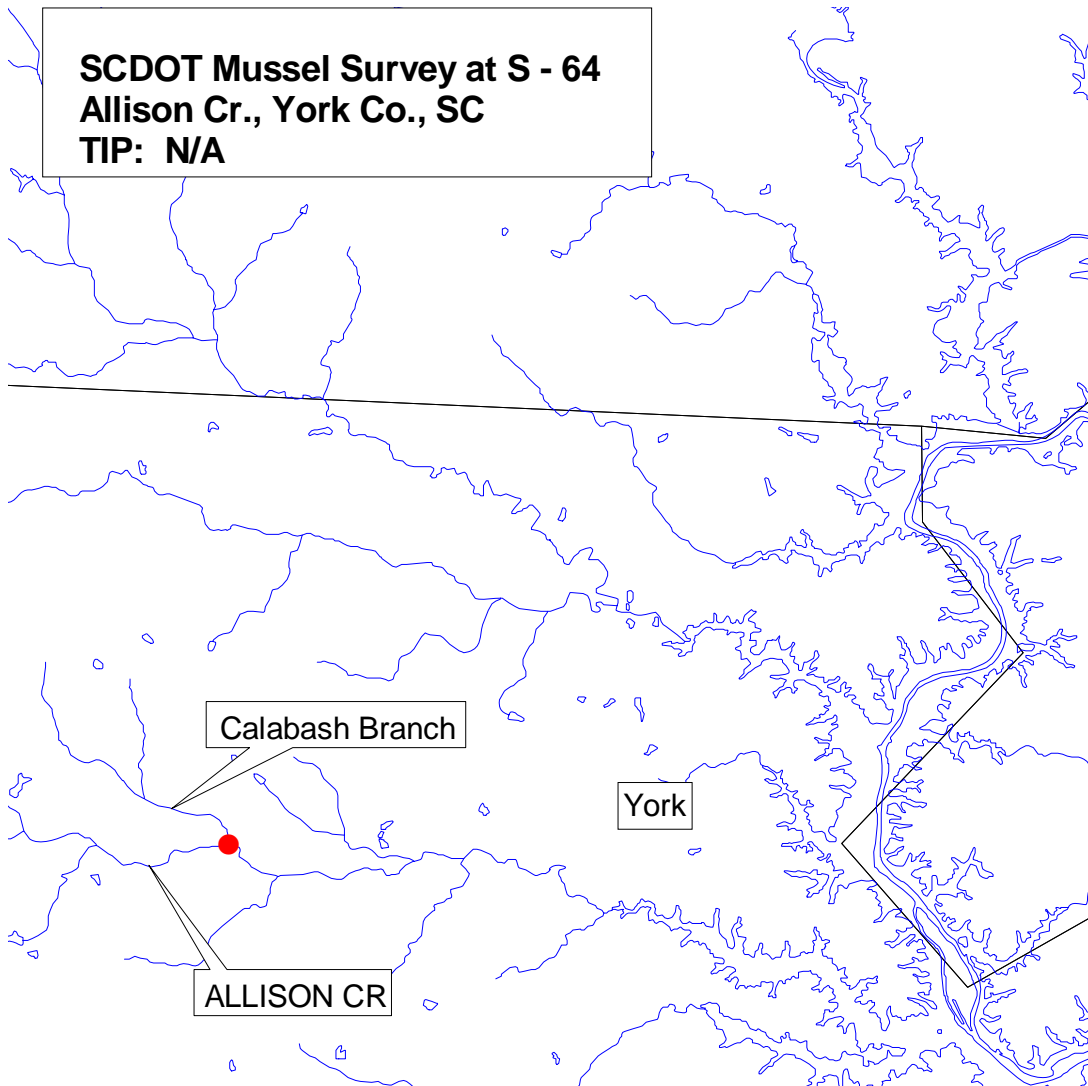 SCDOT Mussel Survey at S - 64
Allison Cr., York Co., SC
TIP: N/A
Calabash Branch
York
ALLISON CR